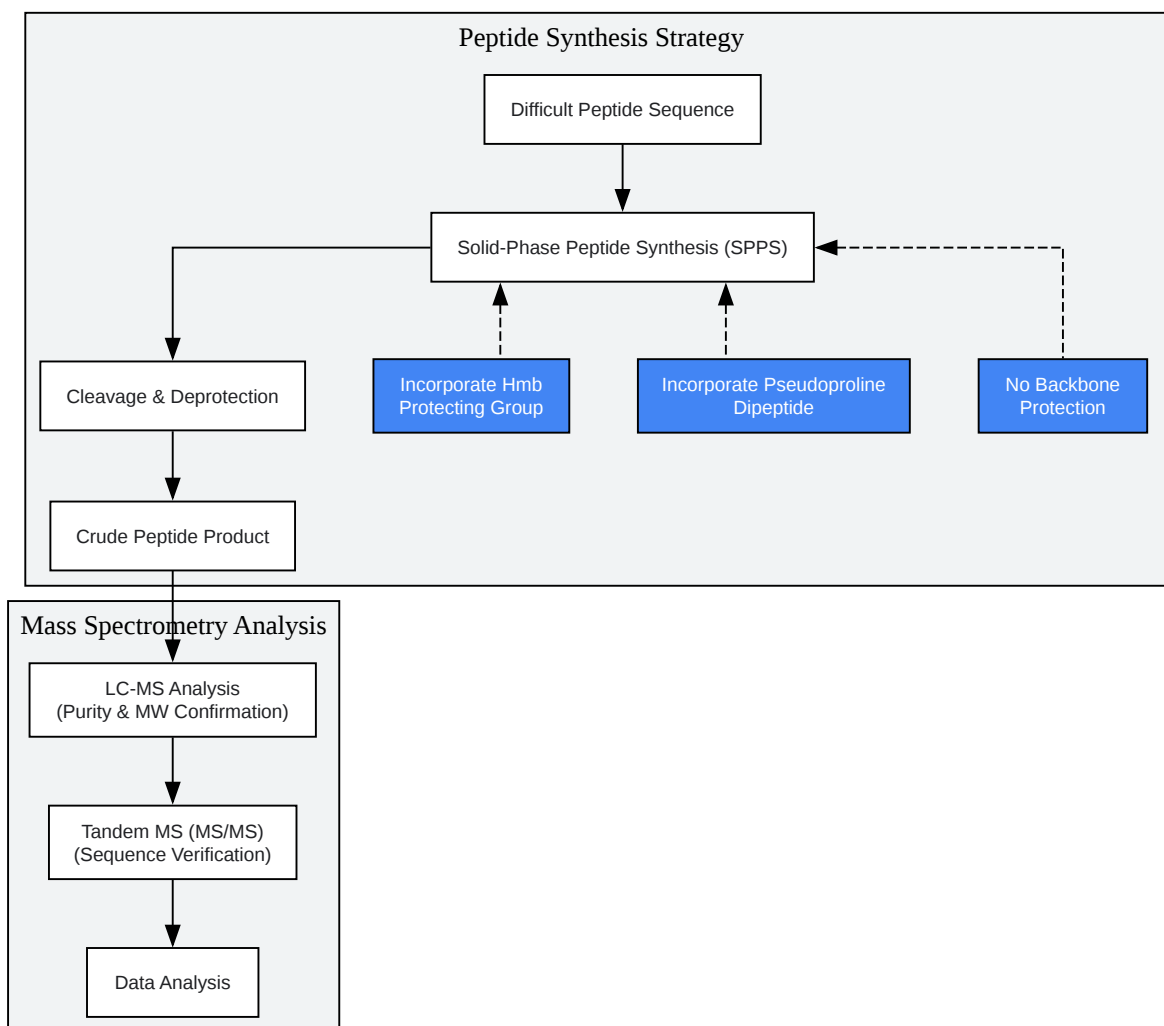 Peptide Synthesis Strategy
Difficult Peptide Sequence
Solid-Phase Peptide Synthesis (SPPS)
Cleavage & Deprotection
Incorporate Hmb
Protecting Group
Incorporate Pseudoproline
Dipeptide
No Backbone
Protection
Crude Peptide Product
Mass Spectrometry Analysis
LC-MS Analysis
(Purity & MW Confirmation)
Tandem MS (MS/MS)
(Sequence Verification)
Data Analysis